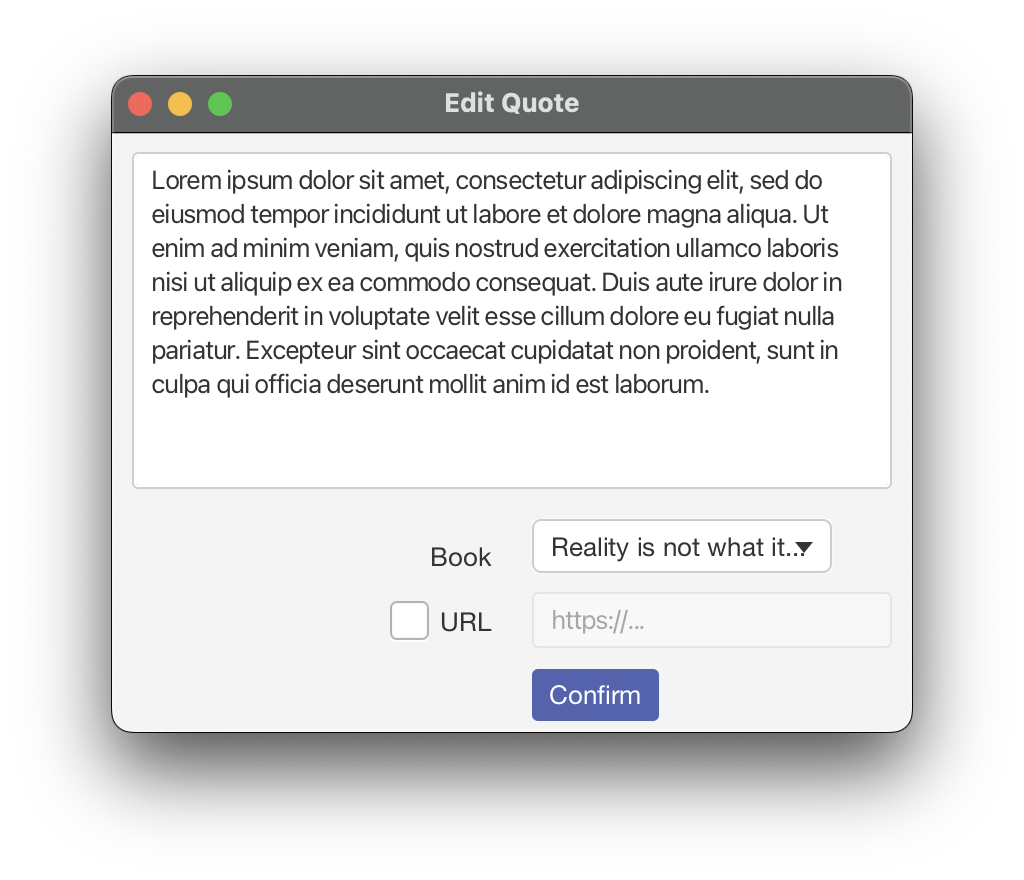 Edit Quote
Lorem ipsum dolor sit amet, consectetur adipiscing elit, sed do
eiusmod tempor incididunt ut labore et dolore magna aliqua. Ut
enim ad minim veniam, quis nostrud exercitation ullamco laboris
nisi ut aliquip ex ea commodo consequat. Duis aute irure dolor in
reprehenderit in voluptate velit esse cillum dolore eu fugiat nulla
pariatur. Excepteur sint occaecat cupidatat non proident, sunt in
culpa qui officia deserunt mollit anim id est laborum.
Book
Reality is not what it...
URL
https://...
Confirm